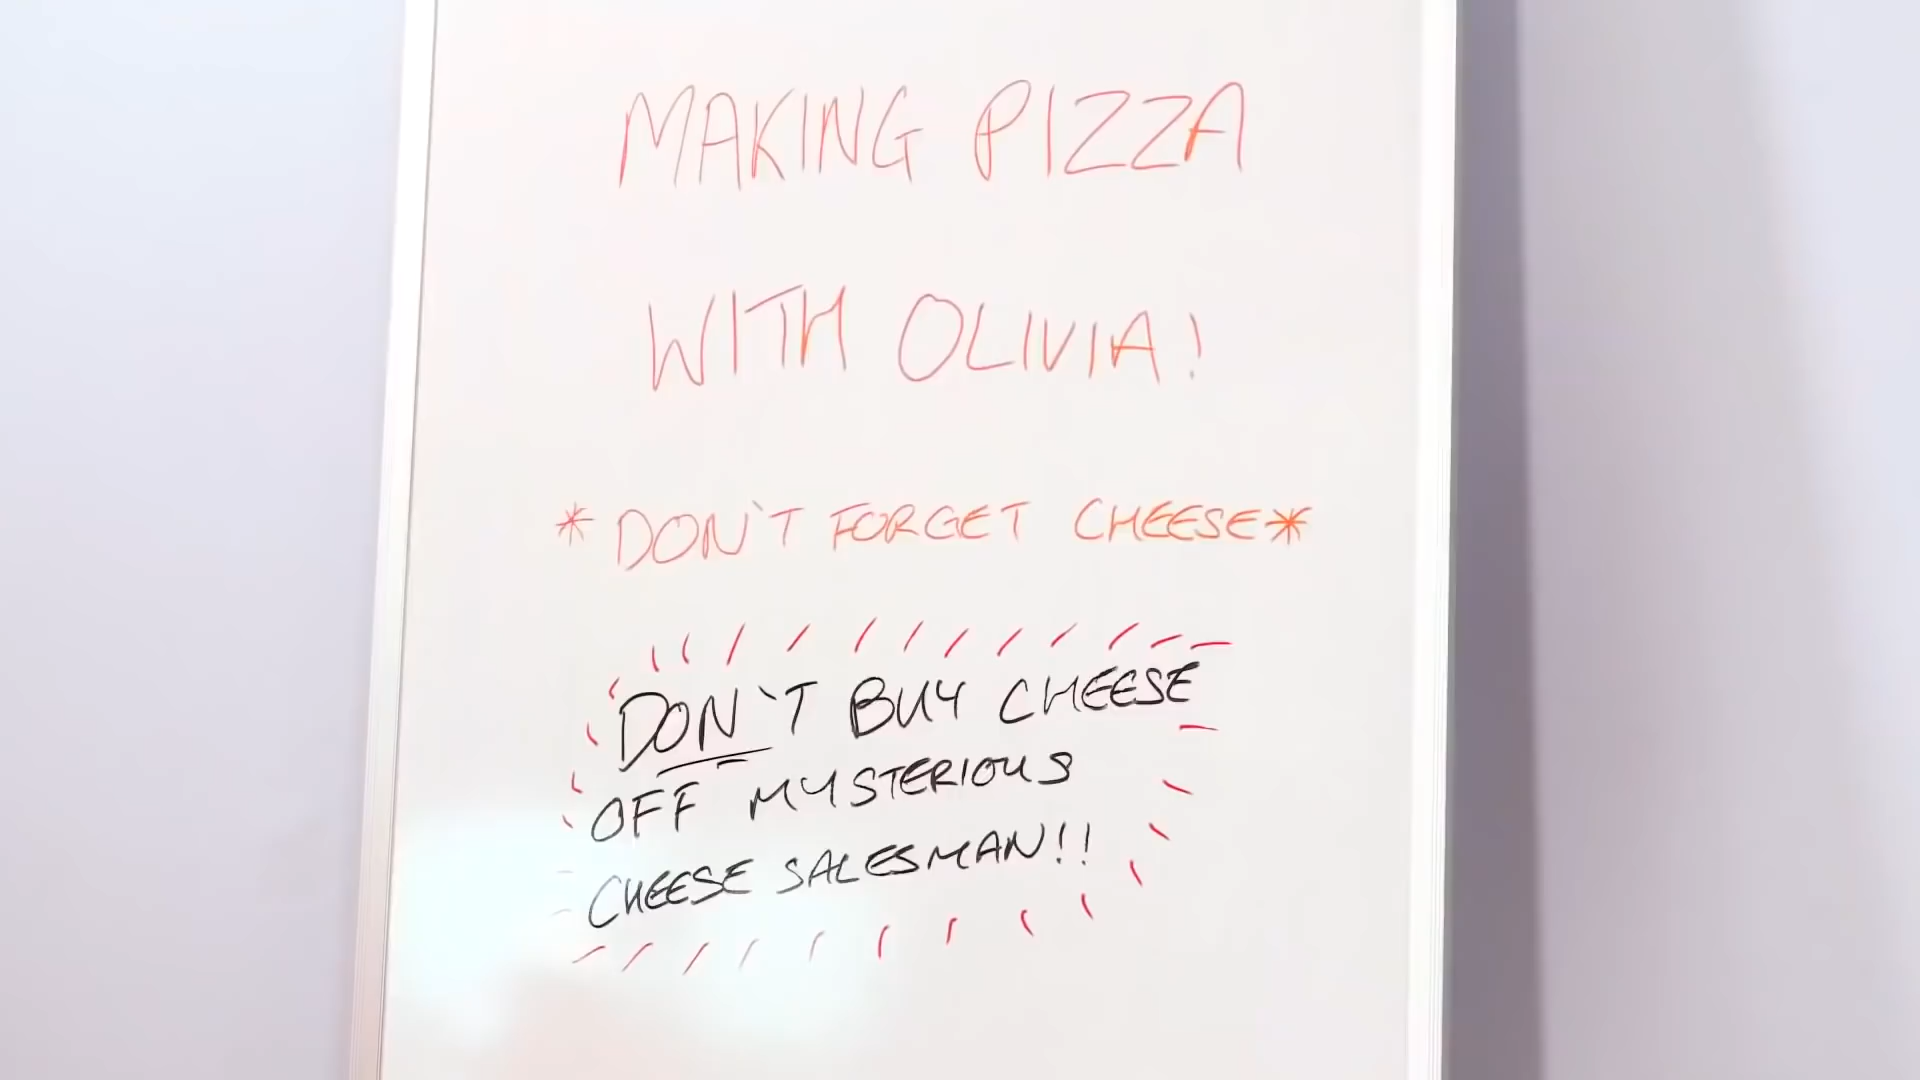 MAKING PIZZA
WITH OLIVIA!
*DON'T FORGET CHEESE*
DON'T BUY CHEESE
OFF MYSTERIOUS
CHEESE SALESMAN!!